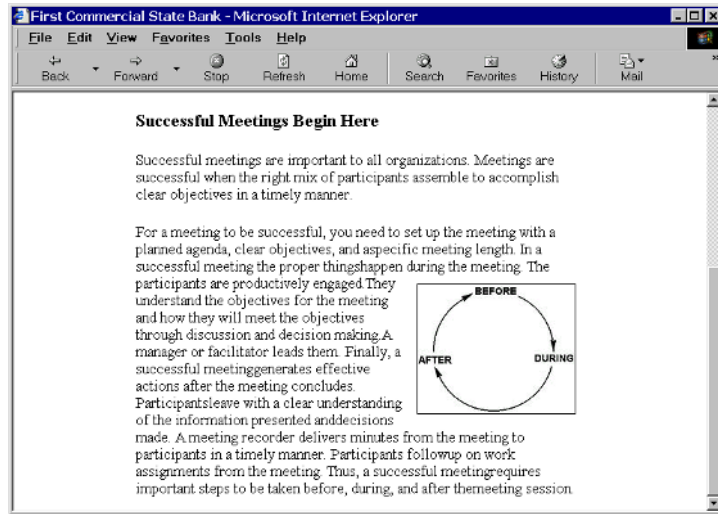 First Commercial State Bank - Microsoft Internet Explorer
File Edit View Favorites Tools Help
Back Forward Stop Refresh Home Search Favorites History Mail »
Successful Meetings Begin Here
Successful meetings are important to all organizations. Meetings are
successful when the right mix of participants assemble to accomplish
clear objectives in a timely manner.
For a meeting to be successful, you need to set up the meeting with a
planned agenda, clear objectives, and aspecific meeting length. In a
successful meeting the proper thingshappen during the meeting. The
participants are productively engaged.They
understand the objectives for the meeting
and how they will meet the objectives
through discussion and decision making.A
manager or facilitator leads them. Finally, a
successful meetinggenerates effective
actions after the meeting concludes.
Participantsleave with a clear understanding
of the information presented anddecisions
made. A meeting recorder delivers minutes from the meeting to
participants in a timely manner. Participants followup on work
assignments from the meeting. Thus, a successful meetingrequires
important steps to be taken before, during, and after themeeting session
BEFORE
AFTER
DURING